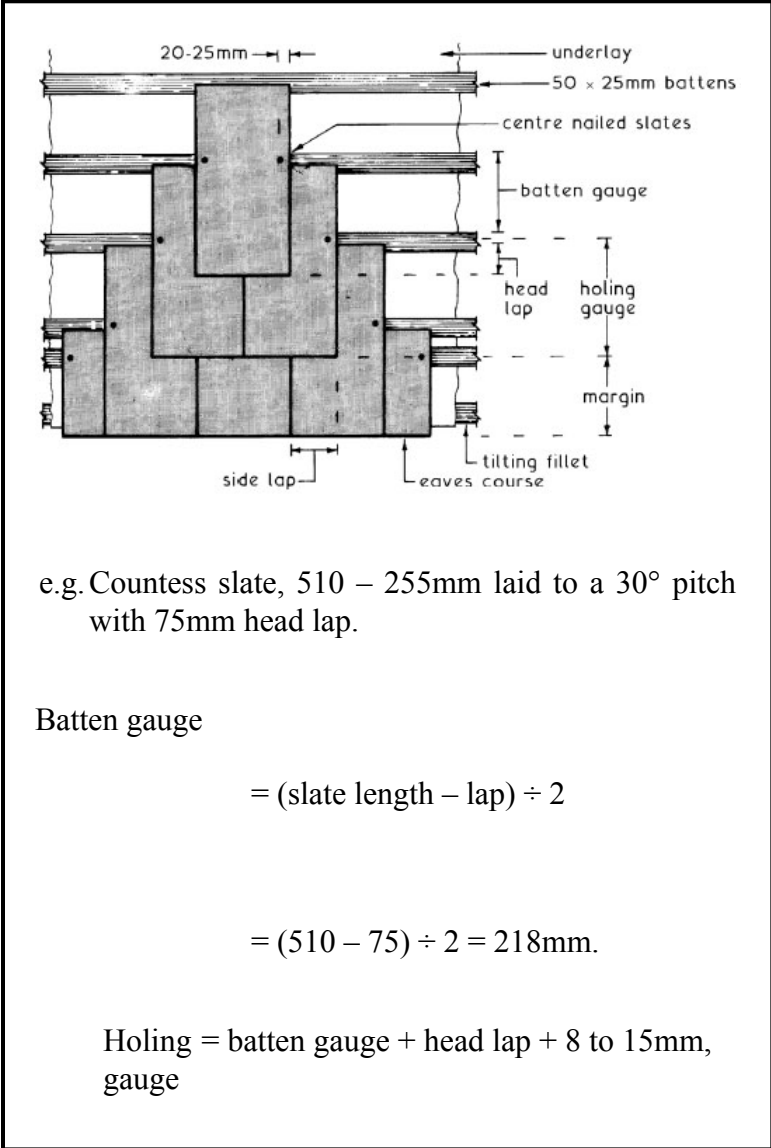 20-25mm
underlay
50 × 25mm battens
centre nailed slates
batten gauge
head
lap
holing
gauge
margin
tilting fillet
side lap
eaves course
e.g. Countess slate, 510 – 255mm laid to a 30° pitch
with 75mm head lap.
Batten gauge
= (slate length – lap) ÷ 2
= (510 – 75) ÷ 2 = 218mm.
Holing = batten gauge + head lap + 8 to 15mm,
gauge